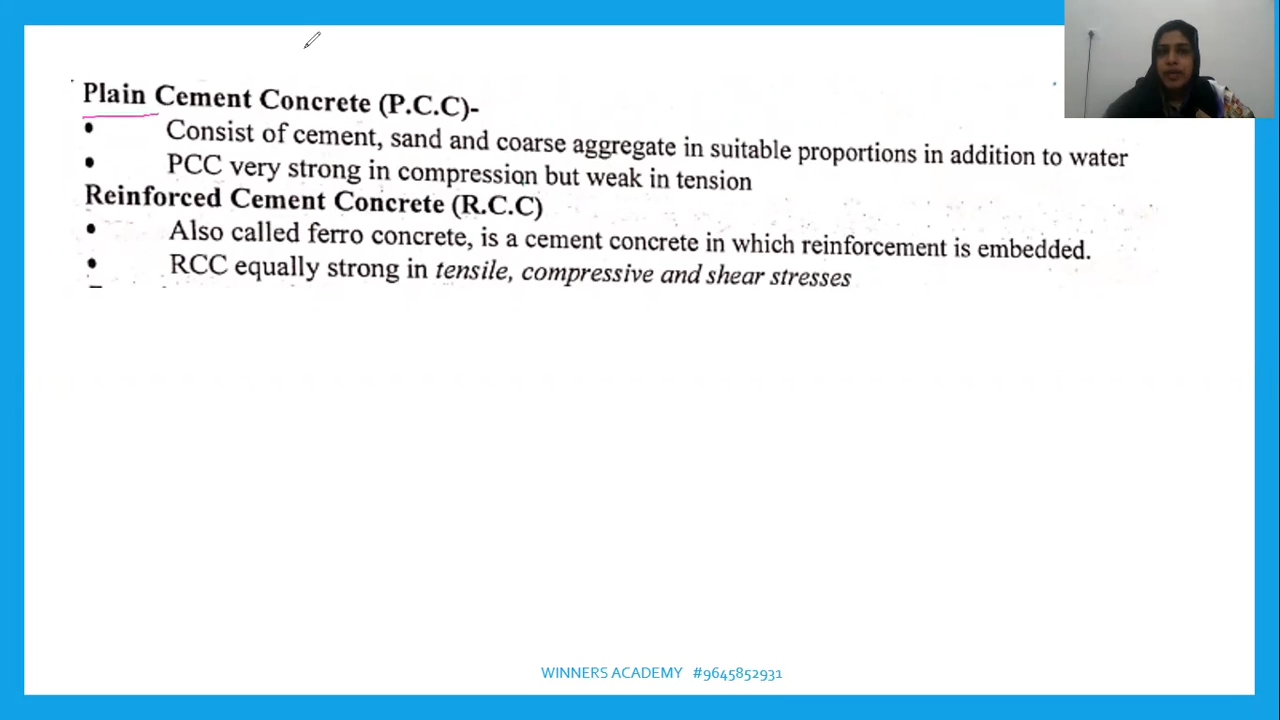 Plain Cement Concrete (P.C.C)-
• Consist of cement, sand and coarse aggregate in suitable proportions in addition to water
• PCC very strong in compression but weak in tension
Reinforced Cement Concrete (R.C.C)
• Also called ferro concrete, is a cement concrete in which reinforcement is embedded.
• RCC equally strong in tensile, compressive and shear stresses
WINNERS ACADEMY #9645852931